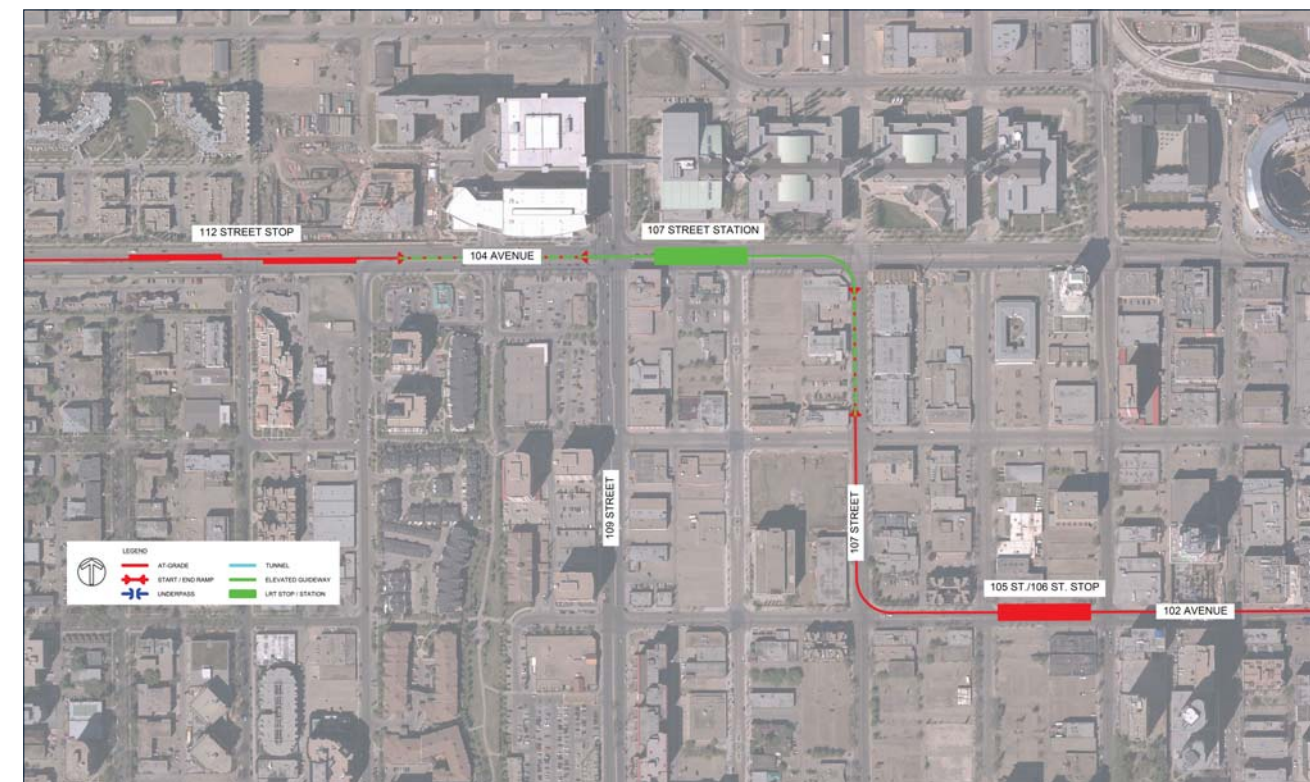 112 STREET STOP
107 STREET STATION
104 AVENUE
109 STREET
107 STREET
LEGEND
AT-GRADE
TUNNEL
START / END RAMP
ELEVATED GUIDEWAY
UNDERPASS
LRT STOP / STATION
105 ST./106 ST. STOP
102 AVENUE